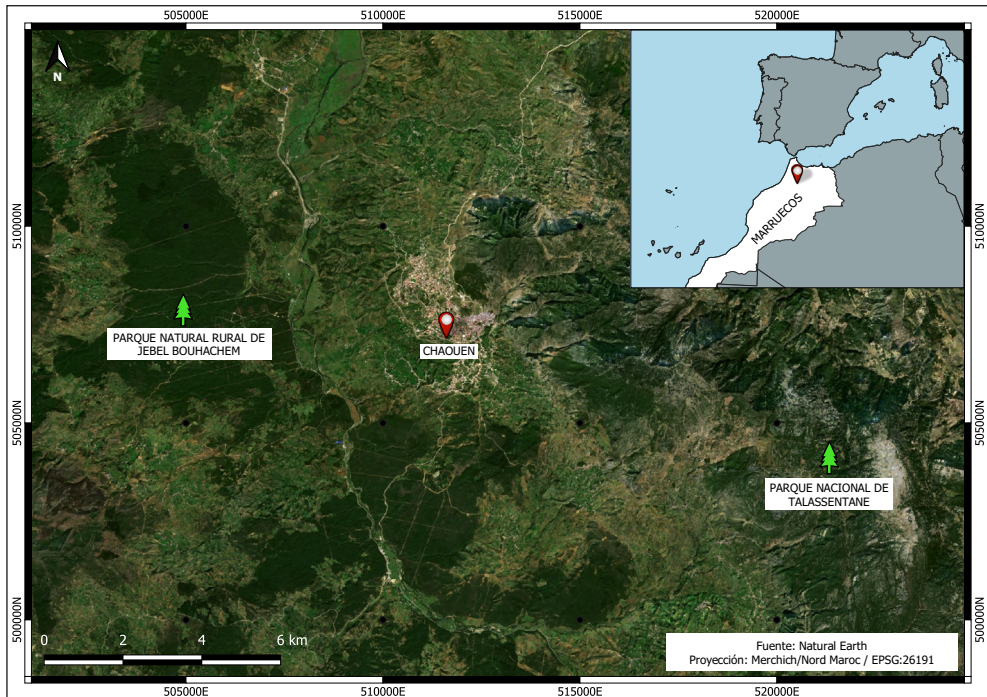 505000E
510000E
515000E
520000E
N
MARRUECOS
510000N
510000N
PARQUE NATURAL RURAL DE
JEBEL BOUHACHEM
CHAOUEN
505000N
505000N
PARQUE NACIONAL DE
TALASSENTANE
500000N
500000N
0 2 4 6 km
Fuente: Natural Earth
Proyección: Merchich/Nord Maroc / EPSG:26191
505000E
510000E
515000E
520000E